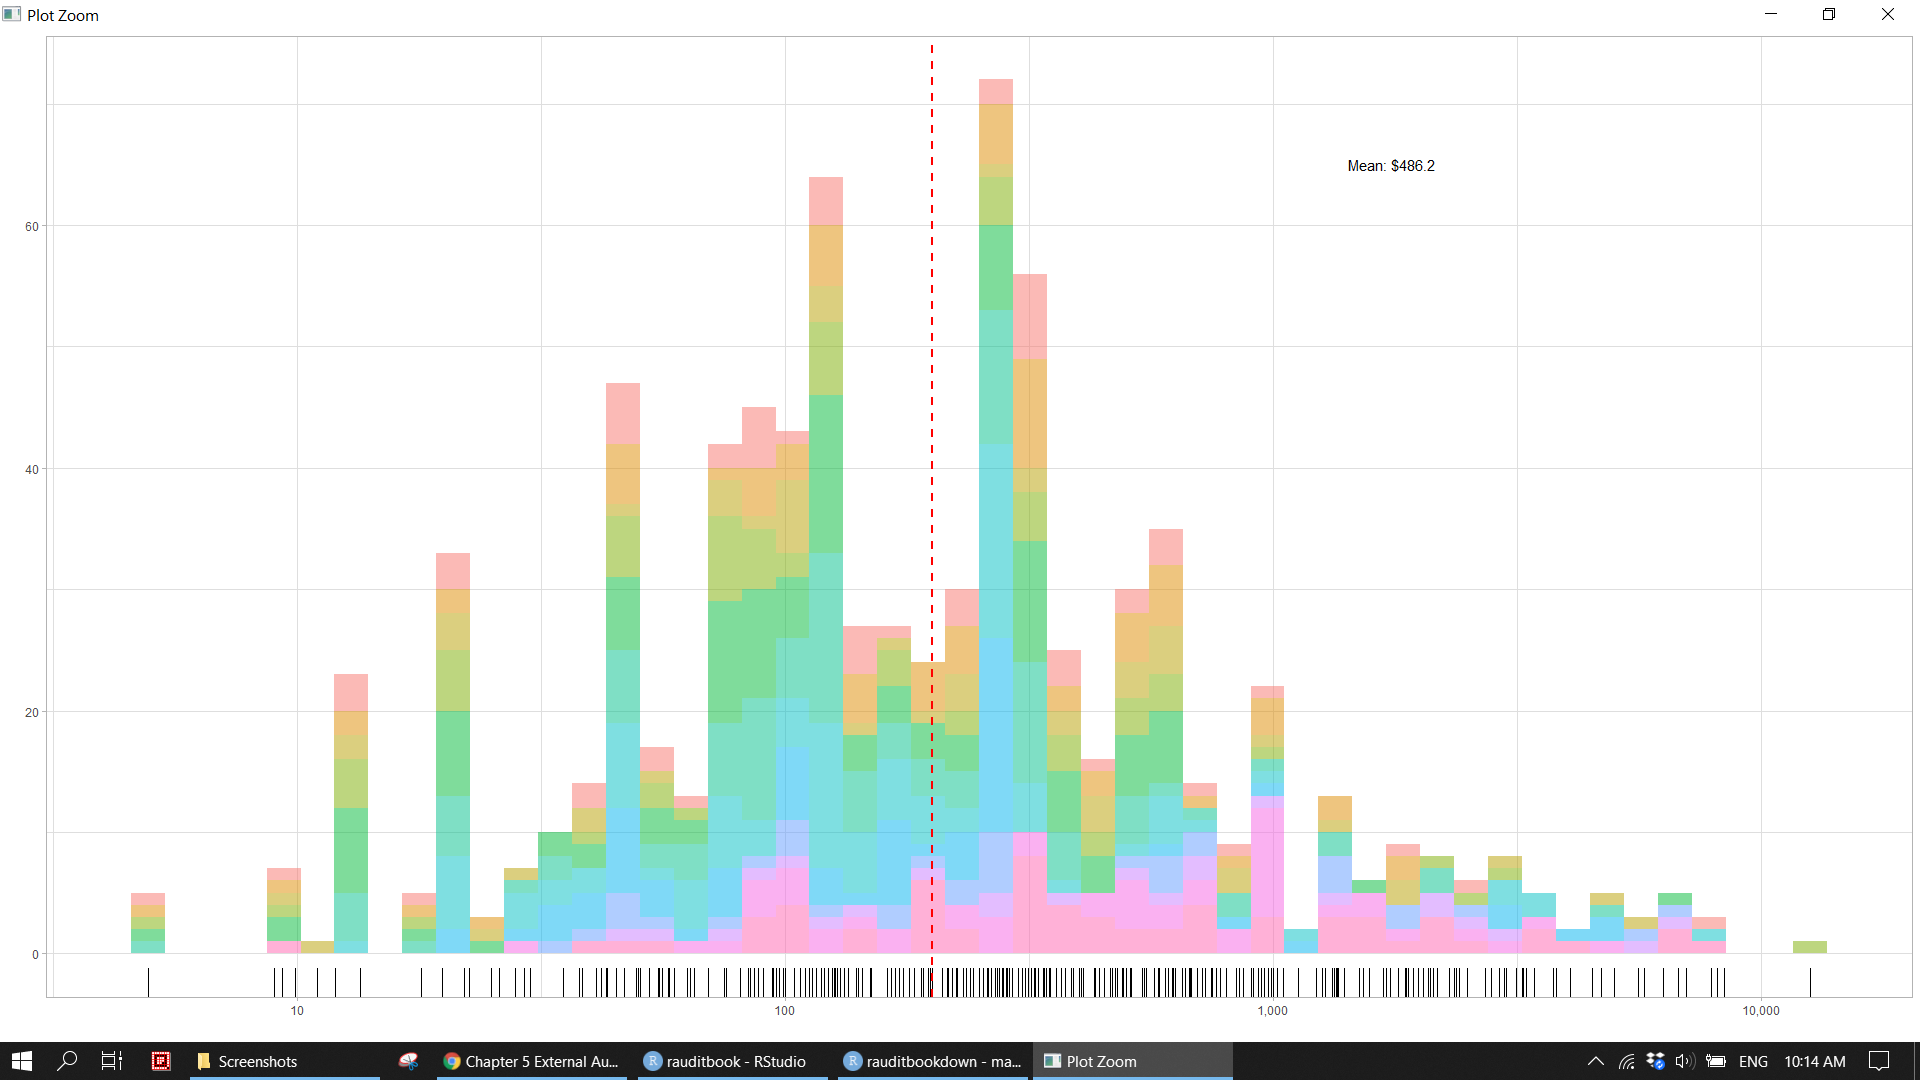 Plot Zoom
Mean: $486.2
60
40
20
0
10
100
1,000
10,000
Screenshots
Chapter 5 External Au...
R
rauditbook - RStudio
R
rauditbookdown - ma...
Plot Zoom
ENG
10:14 AM